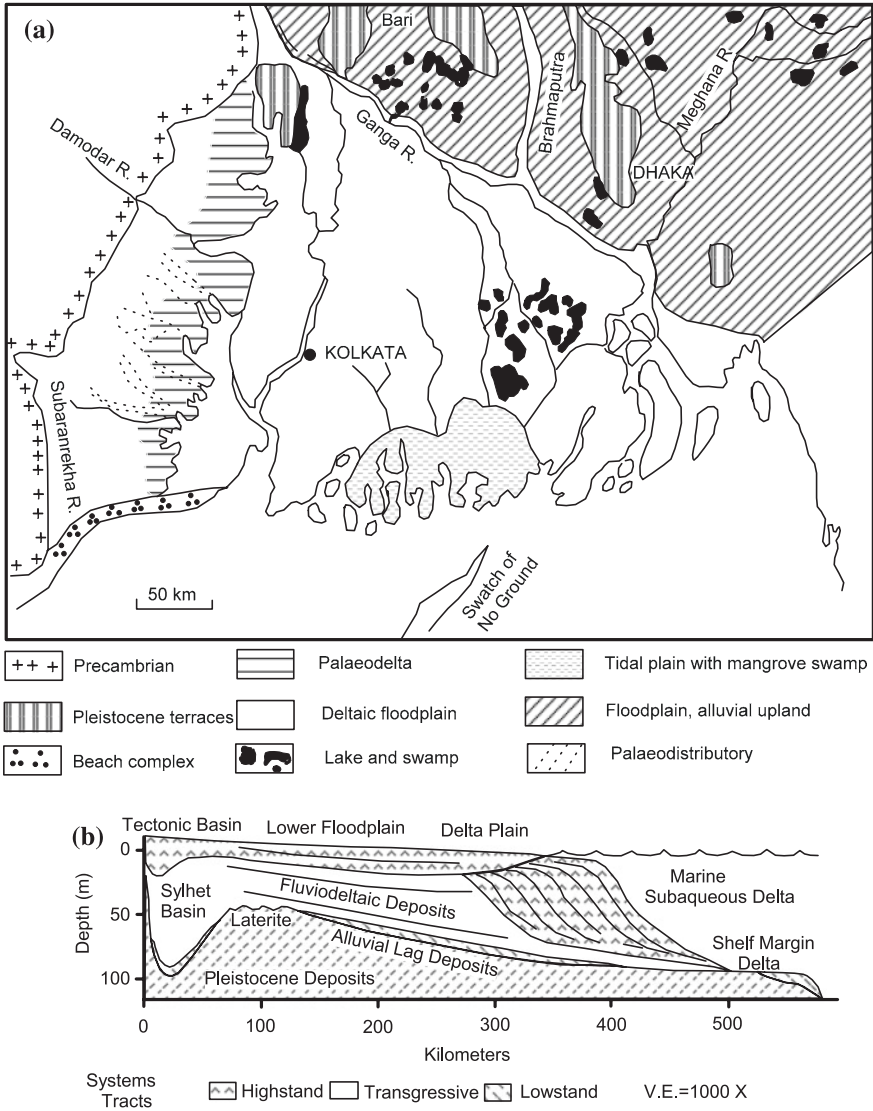 (a)
Bari
Damodar R.
Ganga R.
Brahmaputra
Meghana R.
DHAKA
KOLKATA
Subaranrekha R.
50 km
Swatch of
No Ground
Precambrian
Palaeodelta
Tidal plain with mangrove swamp
Pleistocene terraces
Deltaic floodplain
Floodplain, alluvial upland
Beach complex
Lake and swamp
Palaeodistributory
(b)
Tectonic Basin
Lower Floodplain
Delta Plain
0
50
100
Depth (m)
Sylhet
Basin
Laterite
Fluviodeltaic Deposits
Alluvial Lag Deposits
Pleistocene Deposits
Marine
Subaqueous Delta
Shelf Margin
Delta
0 100 200 300 400 500
Kilometers
Systems
Tracts
Highstand
Transgressive
Lowstand
V.E.=1000 X